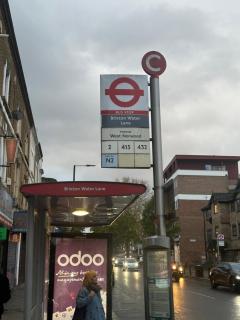 C
BUS STOP
Brixton Water
Lane
towards
West Norwood
2
415
432
N2
Brixton Water Lane
odoo